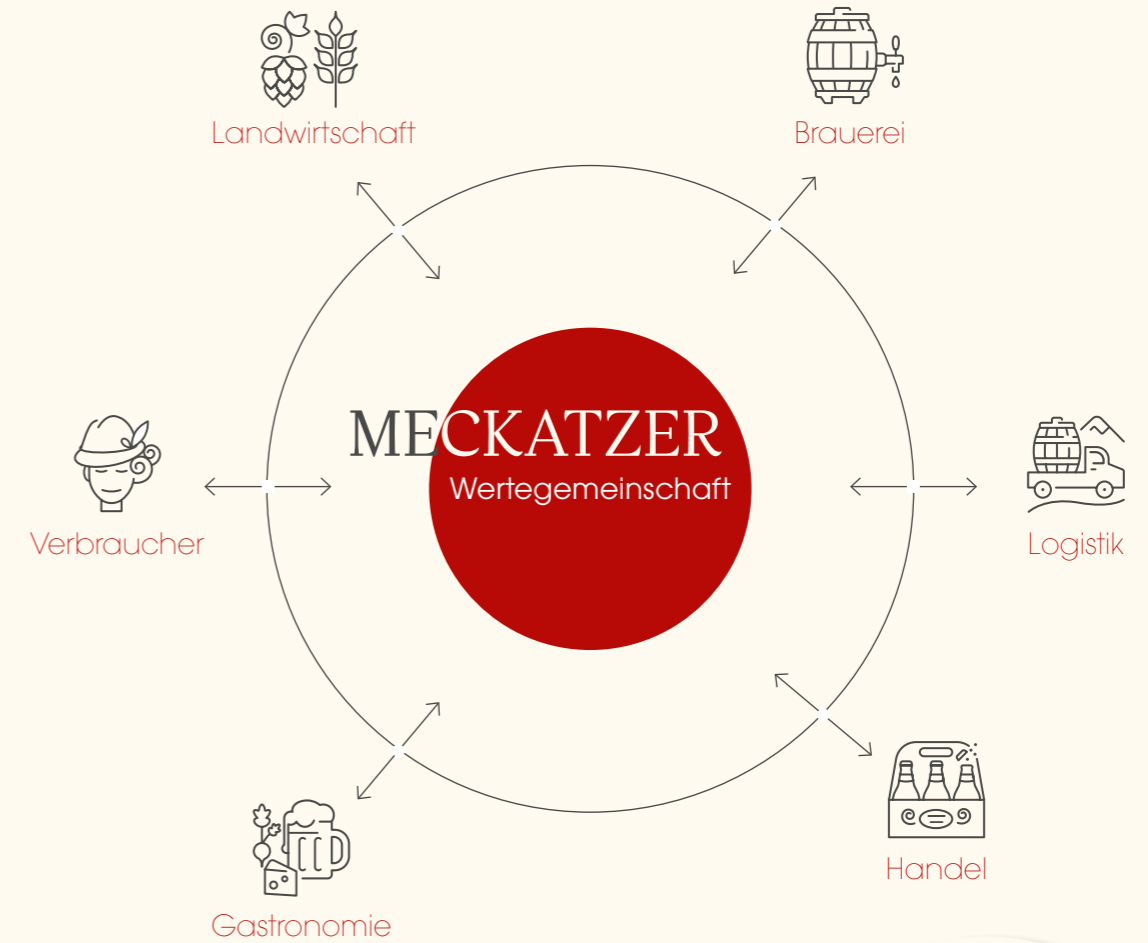 Landwirtschaft
Brauerei
MECKATZER
Wertegemeinschaft
Verbraucher
Logistik
Handel
Gastronomie